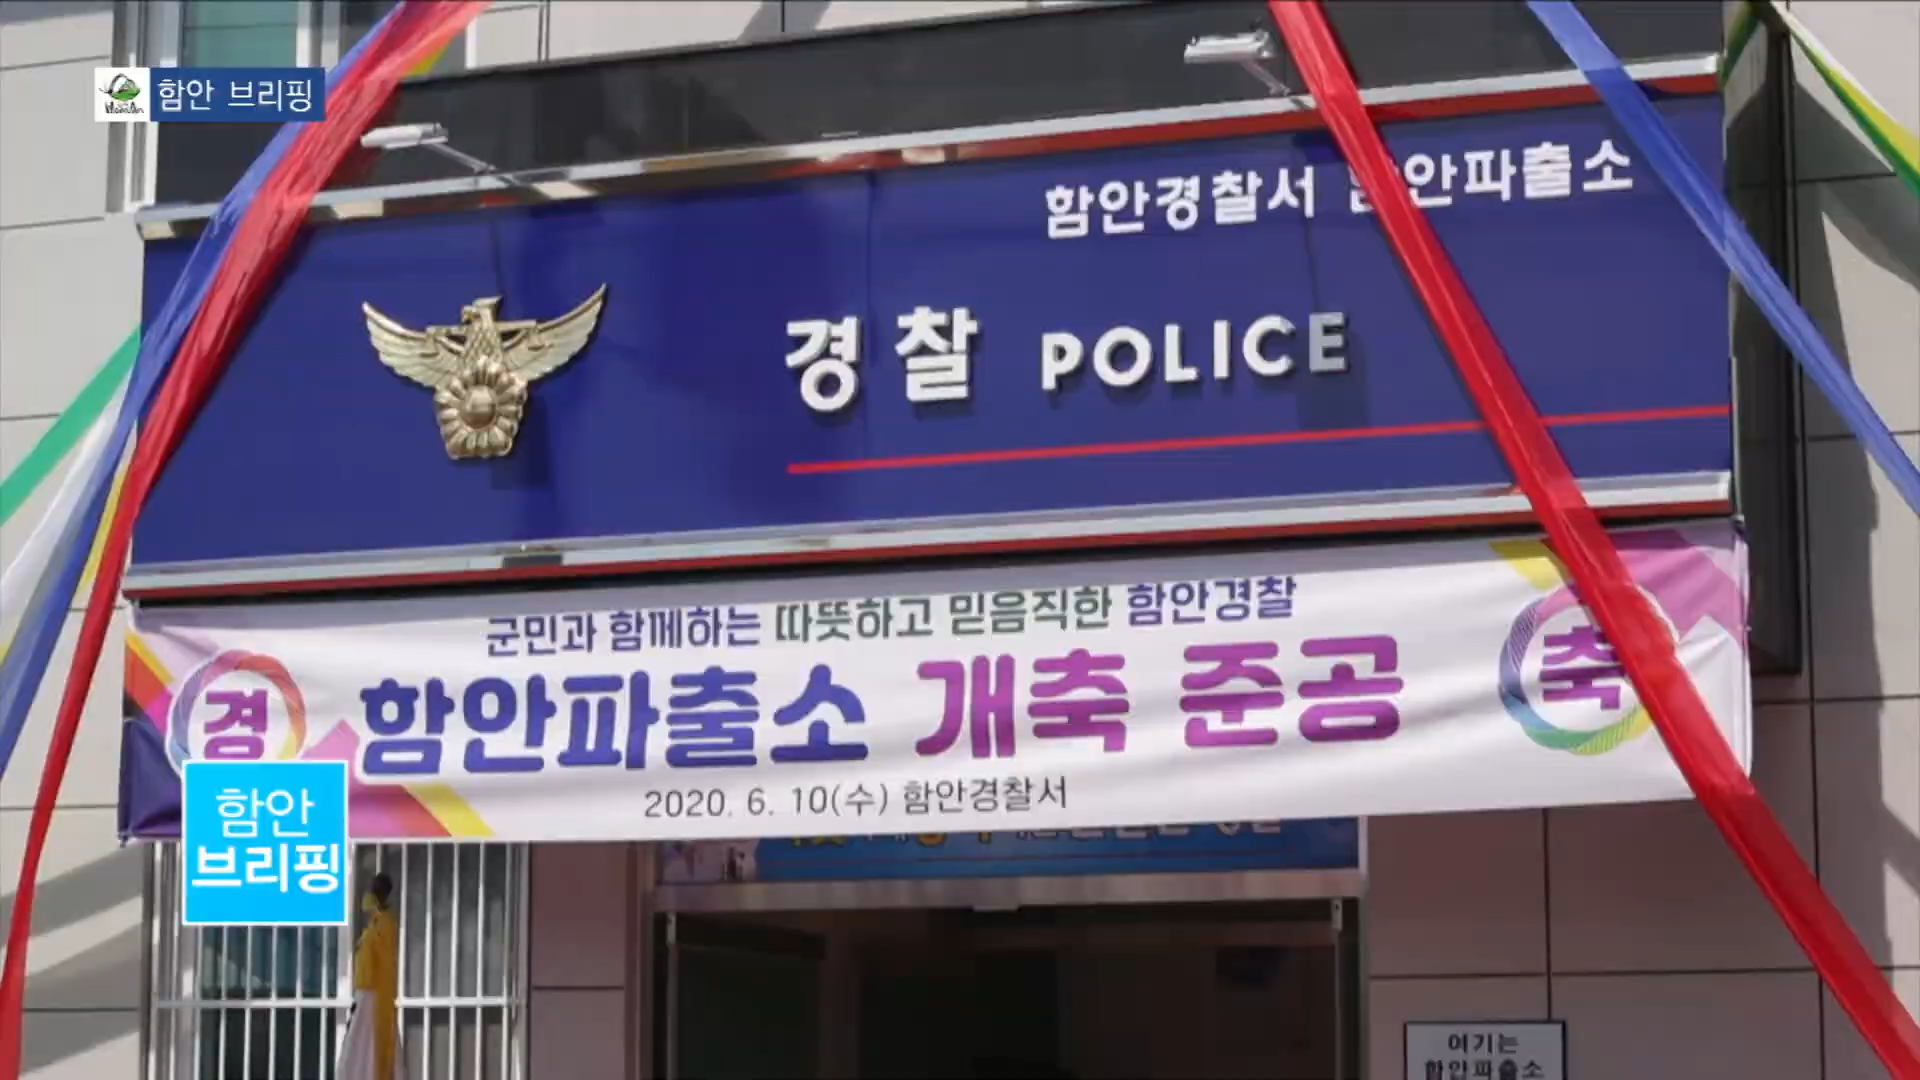 함안 브리핑
함안경찰서 함안파출소
경찰 POLICE
군민과 함께하는 따뜻하고 믿음직한 함안경찰
경 함안파출소 개축 준공 축
2020. 6. 10(수) 함안경찰서
함안
브리핑
여기는
함안파출소